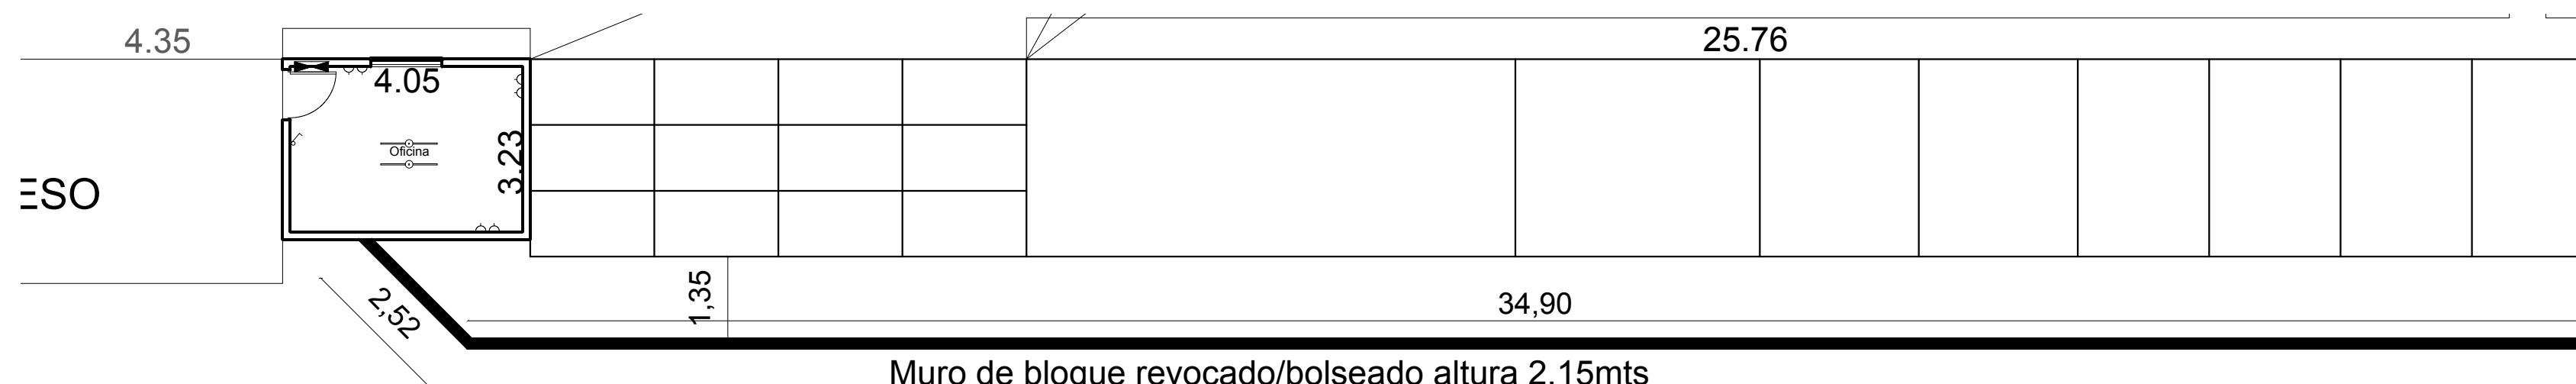 4.35
25.76
4.05
3.23
Oficina
ESO
1,35
2,52
34,90
Muro de bloque revocado/bolseado altura 2.15mts